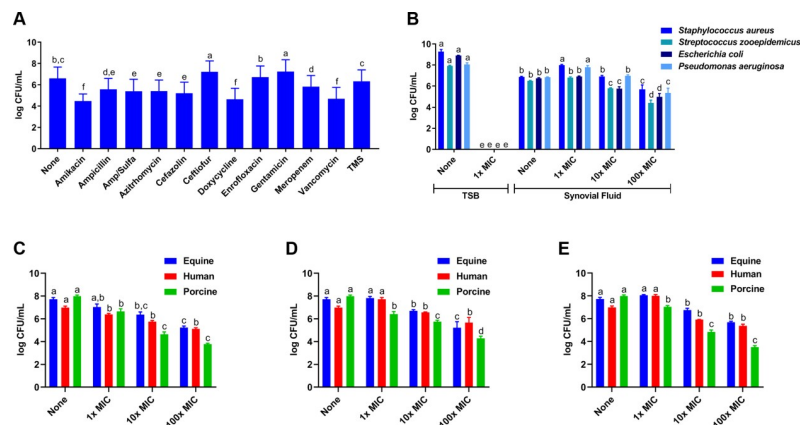 A
b,c f d,e e e e a f b a d f c
log CFU/mL
10 8 6 4 2 0
None Amikacin Ampicillin Amp/Sulfa Azitrhomycin Cefazolin Ceftiofur Doxycycline Enrofloxacin Gentamicin Meropenem Vancomycin TMS
B
Staphylococcus aureus
Streptococcus zooepidemicus
Escherichia coli
Pseudomonas aeruginosa
a a a a e e e e b b b b a b b a b c c b c d c c
log CFU/mL
10 8 6 4 2 0
None 1x MIC None 1x MIC 10x MIC 100x MIC
TSB Synovial Fluid
C
Equine
Human
Porcine
a a a a,b b b b,c b c c b c
log CFU/mL
10 8 6 4 2 0
None 1x MIC 10x MIC 100x MIC
D
Equine
Human
Porcine
a a a a a b b b c b c d
log CFU/mL
10 8 6 4 2 0
None 1x MIC 10x MIC 100x MIC
E
Equine
Human
Porcine
a a a a a b b b c b b c
log CFU/mL
10 8 6 4 2 0
None 1x MIC 10x MIC 100x MIC